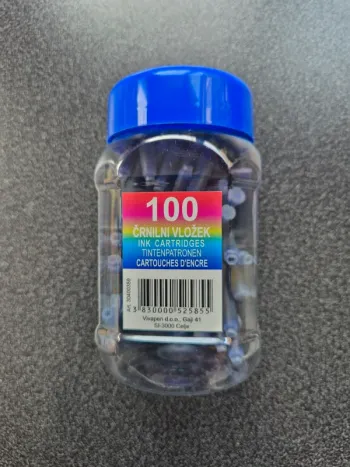 100
ČRNILNI VLOŽEK
INK CARTRIDGES
TINTENPATRONEN
CARTOUCHES D'ENCRE
3 830000 525855
Vivapen d.o.o., Gaji 41
SI-3000 Celje